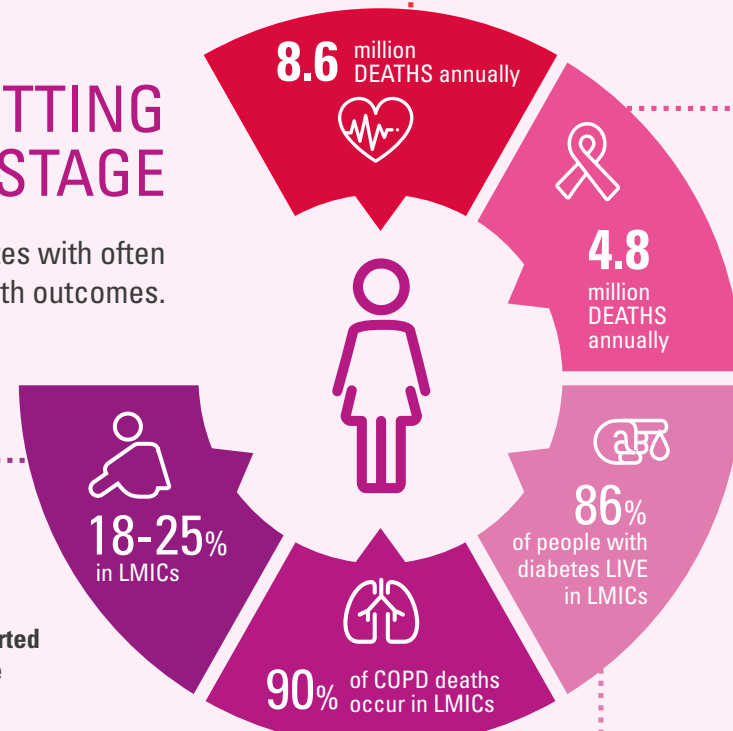 TTING
STAGE
es with often
th outcomes.
8.6 million
DEATHS annually
4.8
million
DEATHS
annually
86%
of people with
diabetes LIVE
in LMICs
90% of COPD deaths
occur in LMICs
18-25%
in LMICs
rted
e